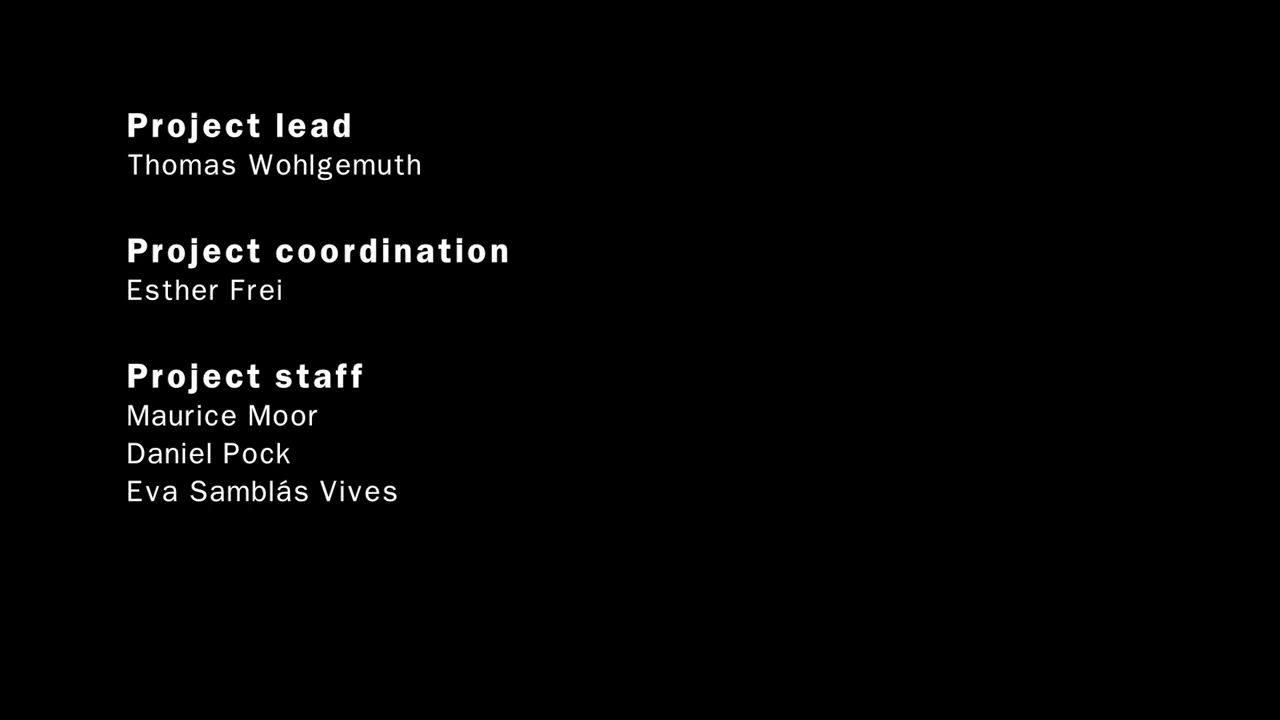 Project lead
Thomas Wohlgemuth
Project coordination
Esther Frei
Project staff
Maurice Moor
Daniel Pock
Eva Samblás Vives